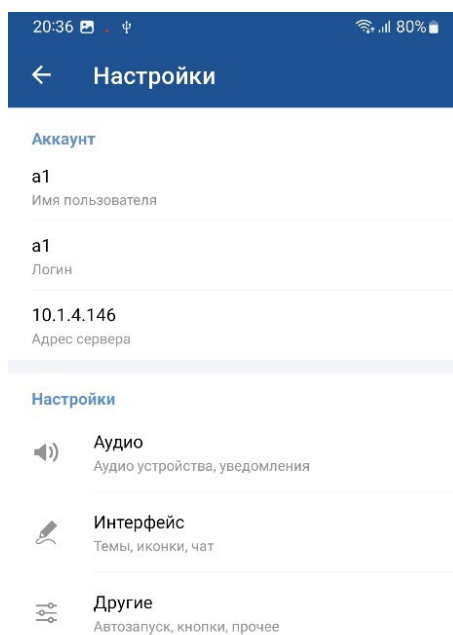 20:36 80%
Настройки
Аккаунт
a1
Имя пользователя
a1
Логин
10.1.4.146
Адрес сервера
Настройки
Аудио
Аудио устройства, уведомления
Интерфейс
Темы, иконки, чат
Другие
Автозапуск, кнопки, прочее